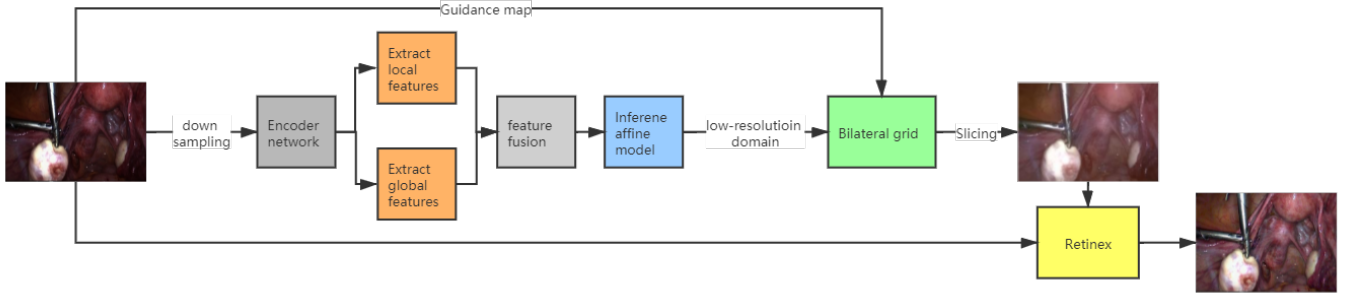 Guidance map
down
sampling
Encoder
network
Extract
local
features
Extract
global
features
feature
fusion
Inferene
affine
model
low-resolutioin
domain
Bilateral grid
Slicing
Retinex